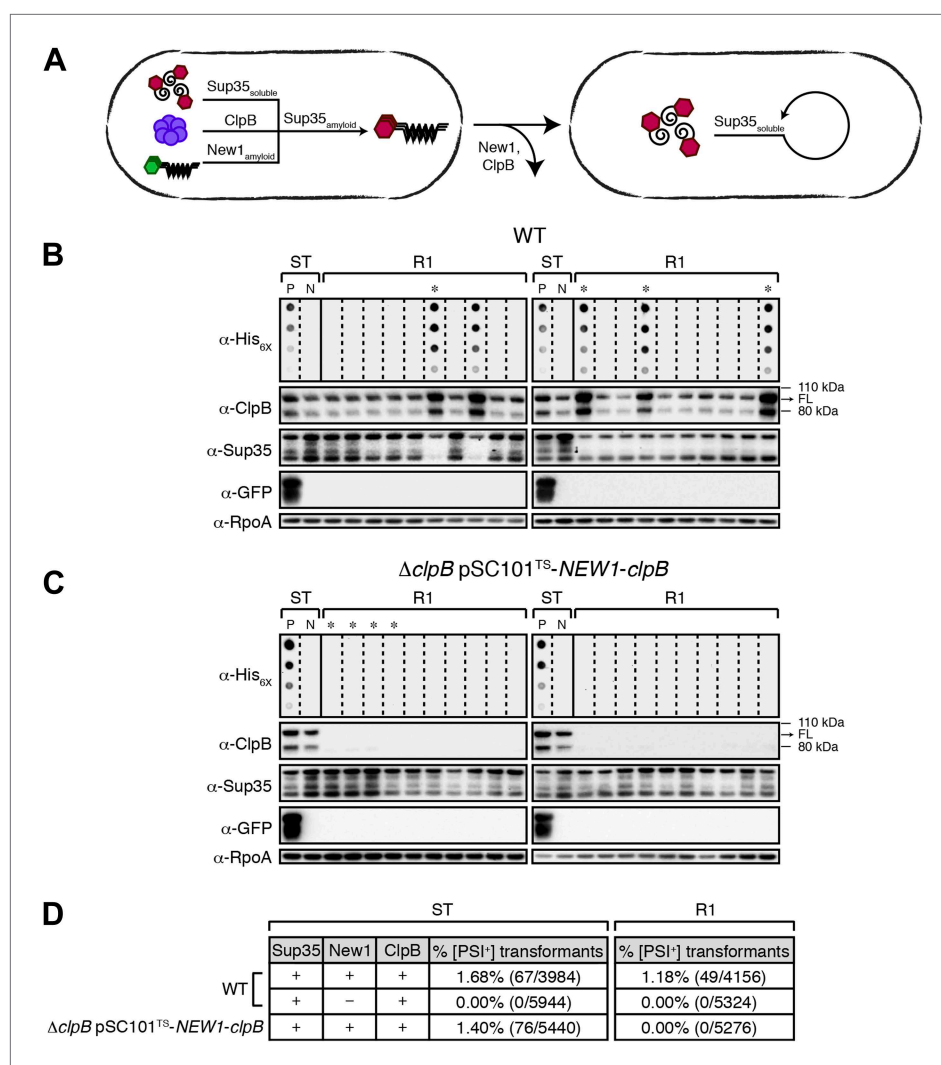 A
Sup35soluble
ClpB
Sup35amyloid
New1amyloid
New1,
ClpB
Sup35soluble
B
WT
ST R1 ST R1
P N * P N * * *
α-His6X
110 kDa
α-ClpB
FL
80 kDa
α-Sup35
α-GFP
α-RpoA
C
ΔclpB pSC101TS-NEW1-clpB
ST R1 ST R1
P N * * * * P N
α-His6X
110 kDa
α-ClpB
FL
80 kDa
α-Sup35
α-GFP
α-RpoA
D
ST R1
Sup35 New1 ClpB % [PSI+] transformants % [PSI+] transformants
WT
+ + + 1.68% (67/3984) 1.18% (49/4156)
+ − + 0.00% (0/5944) 0.00% (0/5324)
ΔclpB pSC101TS-NEW1-clpB + + + 1.40% (76/5440) 0.00% (0/5276)